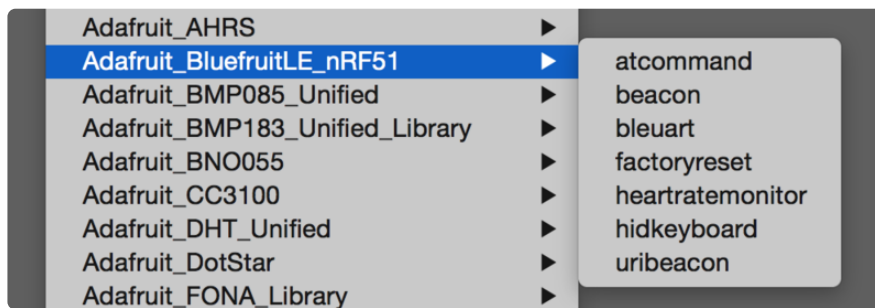 Adafruit_AHRS
Adafruit_BluefruitLE_nRF51
Adafruit_BMP085_Unified
Adafruit_BMP183_Unified_Library
Adafruit_BNO055
Adafruit_CC3100
Adafruit_DHT_Unified
Adafruit_DotStar
Adafruit_FONA_Library
atcommand
beacon
bleuart
factoryreset
heartratemonitor
hidkeyboard
uribeacon